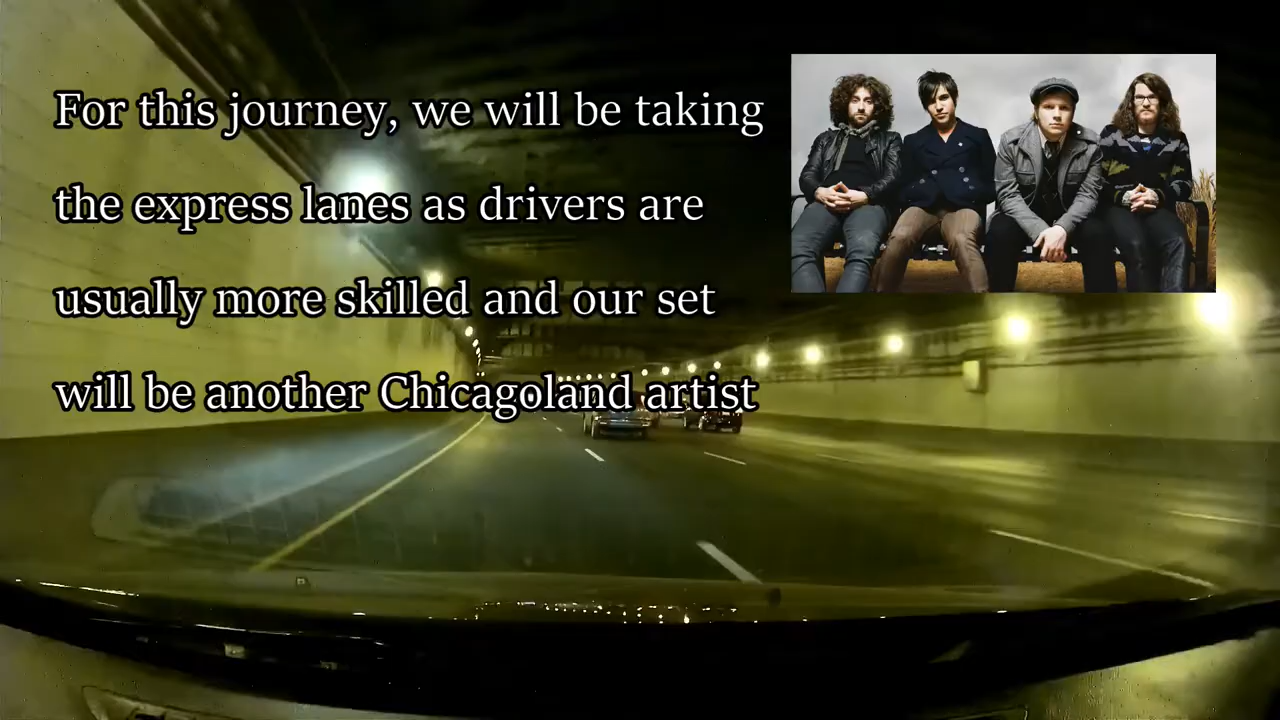 For this journey, we will be taking
the express lanes as drivers are
usually more skilled and our set
will be another Chicagoland artist